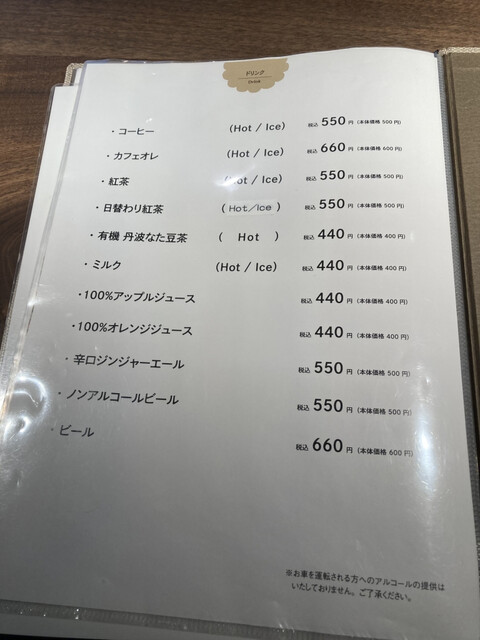 ドリンク
Drink
・コーヒー (Hot / Ice) 税込 550 円 (本体価格 500 円)
・カフェオレ (Hot / Ice) 税込 660 円 (本体価格 600 円)
・紅茶 (Hot / Ice) 税込 550 円 (本体価格 500 円)
・日替わり紅茶 ( Hot/Ice ) 税込 550 円 (本体価格 500 円)
・有機 丹波なた豆茶 ( Hot ) 税込 440 円 (本体価格 400 円)
・ミルク (Hot / Ice) 税込 440 円 (本体価格 400 円)
・100%アップルジュース 税込 440 円 (本体価格 400 円)
・100%オレンジジュース 税込 440 円 (本体価格 400 円)
・辛口ジンジャーエール 税込 550 円 (本体価格 500 円)
・ノンアルコールビール 税込 550 円 (本体価格 500 円)
・ビール 税込 660 円 (本体価格 600 円)
※お車を運転される方へのアルコールの提供は
いたしておりません。ご了承ください。